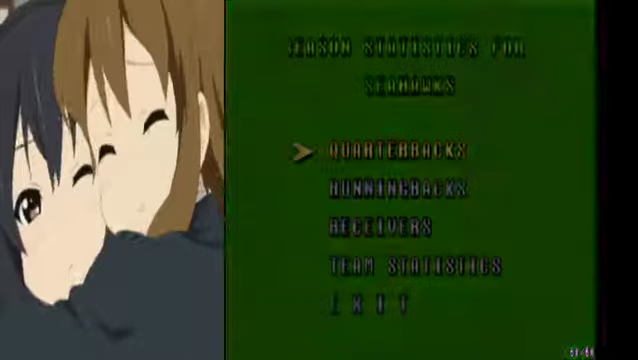 SEASON STATISTICS FOR
SEAHAWKS
QUARTERBACKS
RUNNINGBACKS
RECEIVERS
TEAM STATISTICS
EXIT